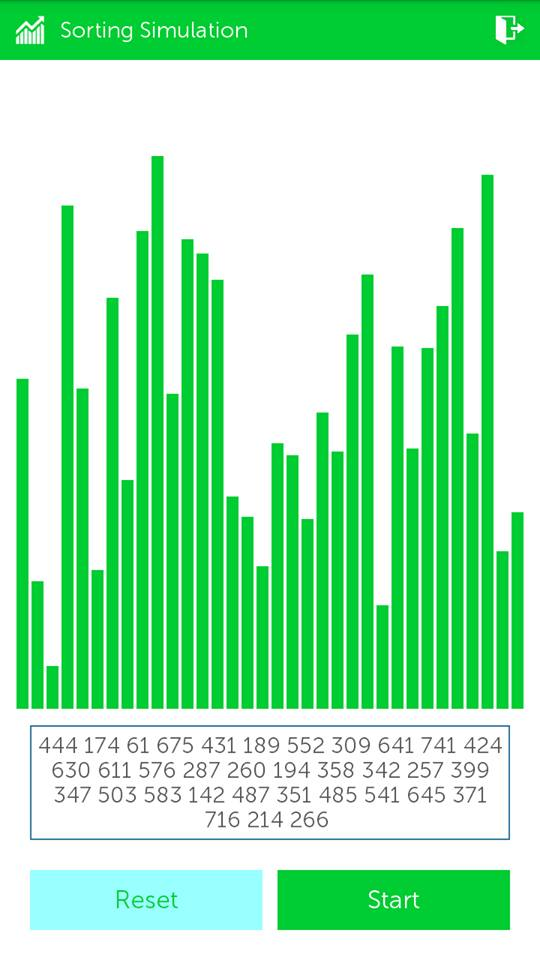 Sorting Simulation
444 174 61 675 431 189 552 309 641 741 424
630 611 576 287 260 194 358 342 257 399
347 503 583 142 487 351 485 541 645 371
716 214 266
Reset
Start